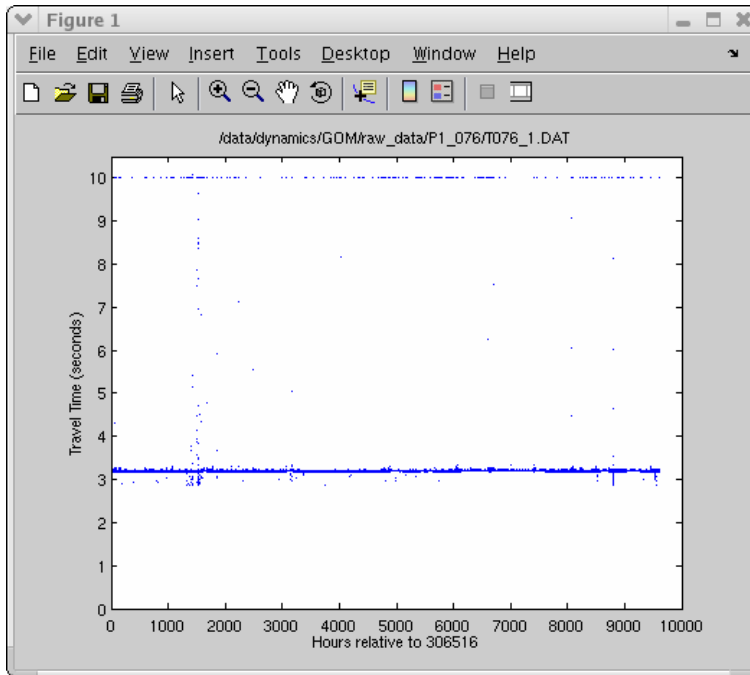 Figure 1
File Edit View Insert Tools Desktop Window Help
/data/dynamics/GOM/raw_data/P1_076/T076_1.DAT
10
9
8
7
6
5
4
3
2
1
0
Travel Time (seconds)
0 1000 2000 3000 4000 5000 6000 7000 8000 9000 10000
Hours relative to 306516